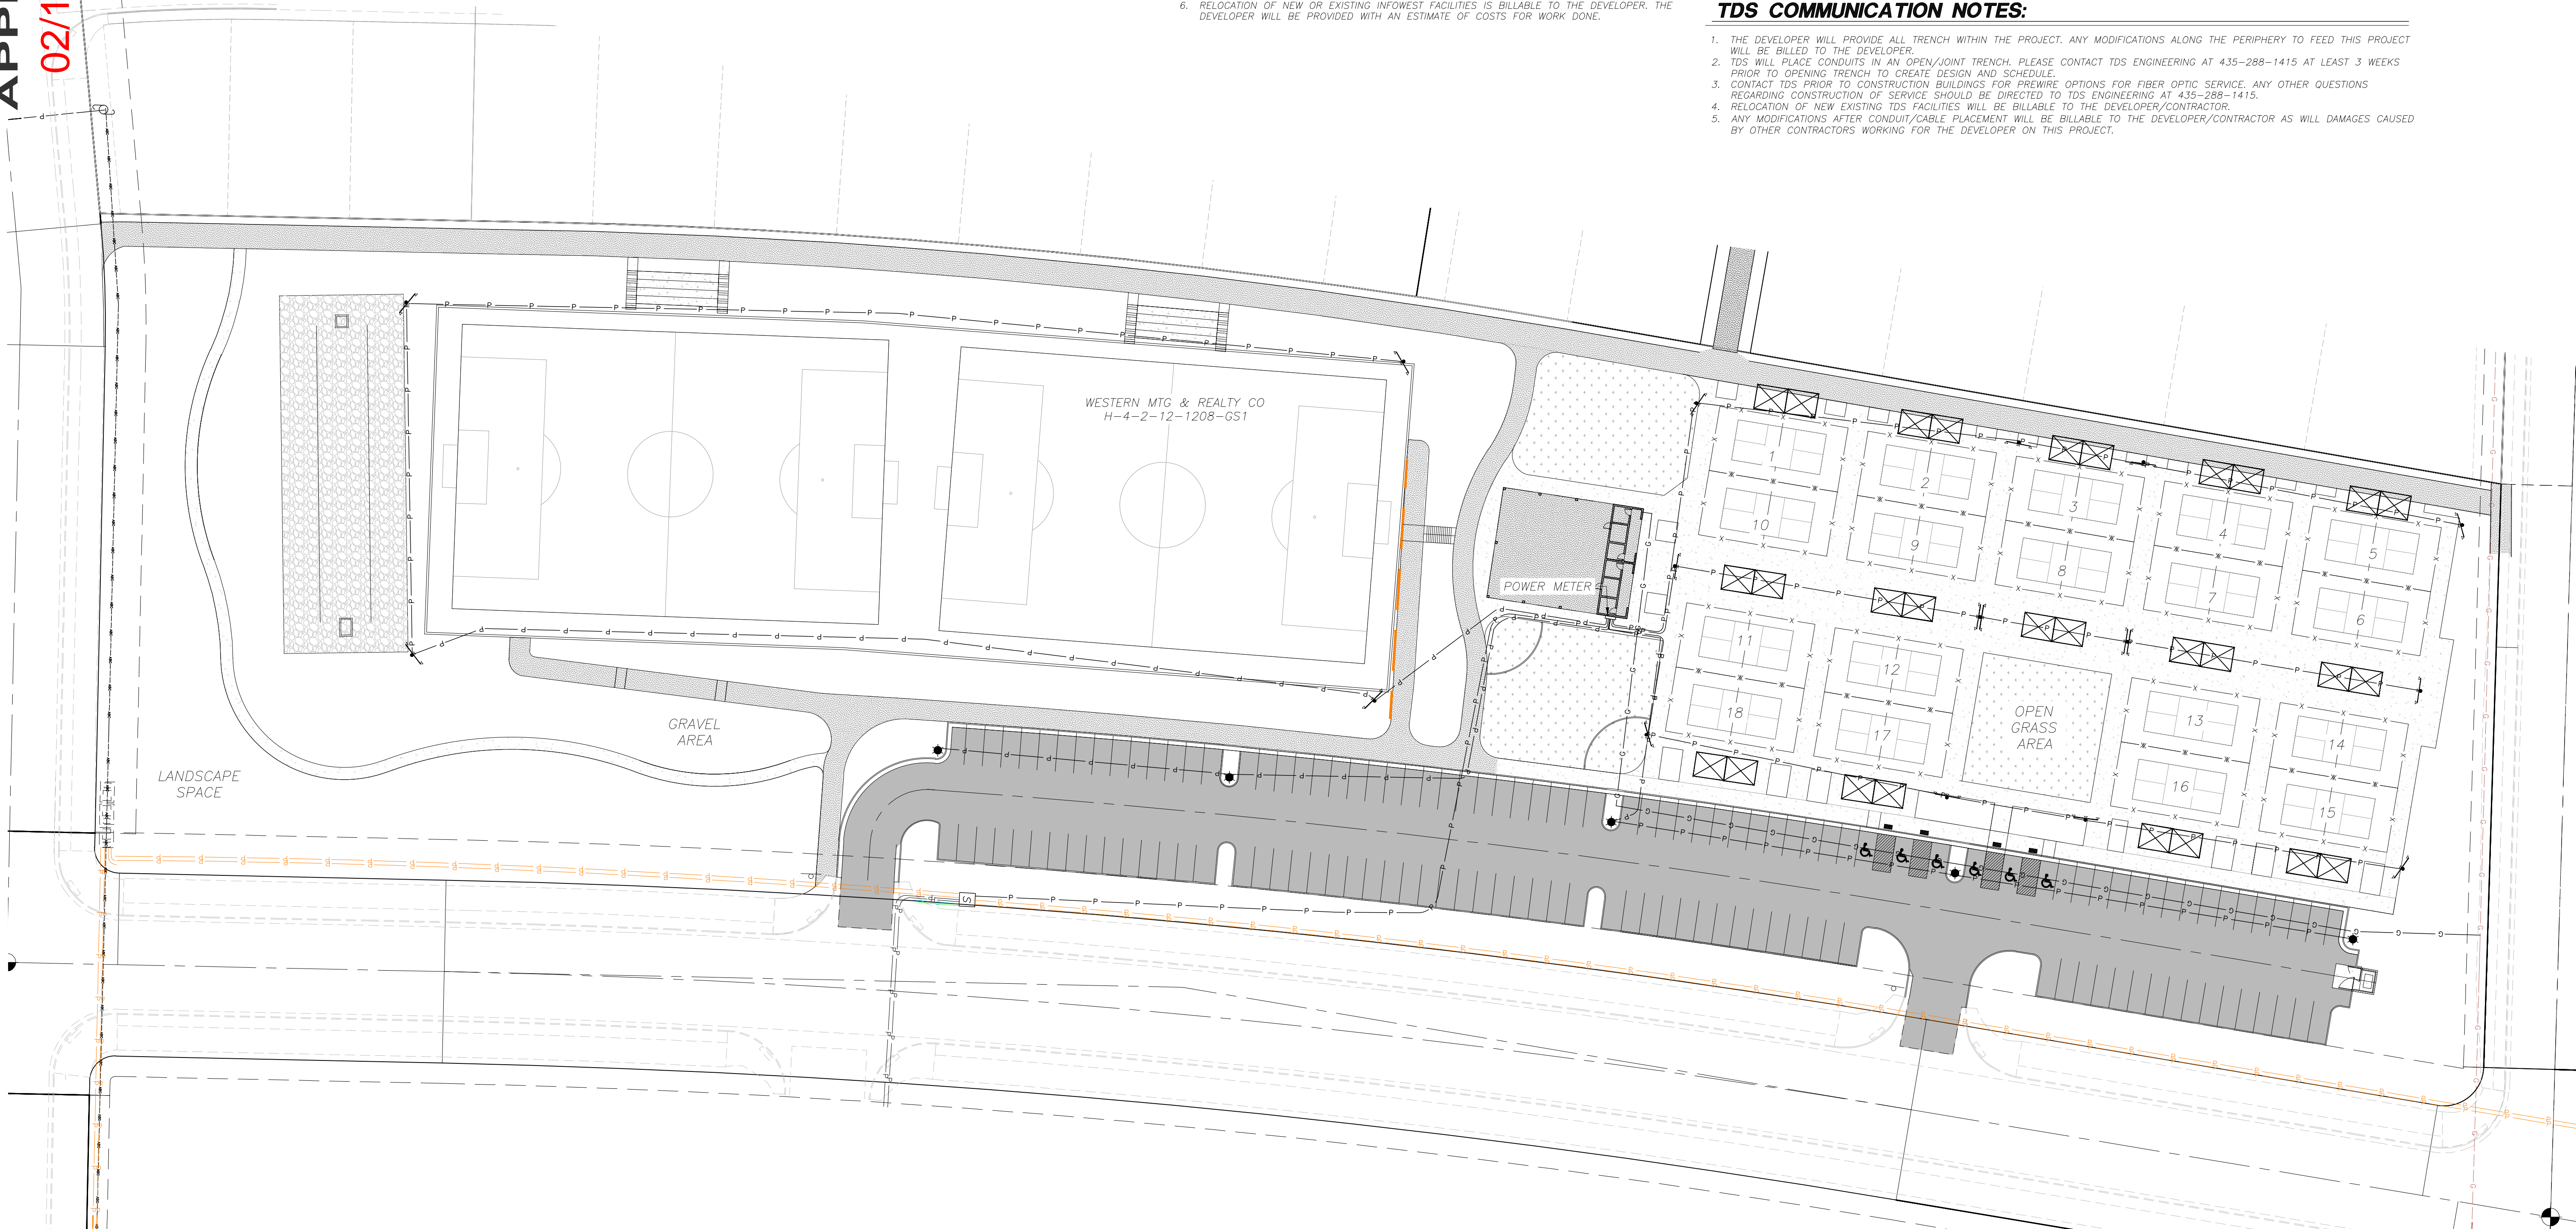 APP
02/1
6. RELOCATION OF NEW OR EXISTING INFOWEST FACILITIES IS BILLABLE TO THE DEVELOPER. THE
DEVELOPER WILL BE PROVIDED WITH AN ESTIMATE OF COSTS FOR WORK DONE.
TDS COMMUNICATION NOTES:
1. THE DEVELOPER WILL PROVIDE ALL TRENCH WITHIN THE PROJECT. ANY MODIFICATIONS ALONG THE PERIPHERY TO FEED THIS PROJECT
WILL BE BILLED TO THE DEVELOPER.
2. TDS WILL PLACE CONDUITS IN AN OPEN/JOINT TRENCH. PLEASE CONTACT TDS ENGINEERING AT 435-288-1415 AT LEAST 3 WEEKS
PRIOR TO OPENING TRENCH TO CREATE DESIGN AND SCHEDULE.
3. CONTACT TDS PRIOR TO CONSTRUCTION BUILDINGS FOR PREWIRE OPTIONS FOR FIBER OPTIC SERVICE. ANY OTHER QUESTIONS
REGARDING CONSTRUCTION OF SERVICE SHOULD BE DIRECTED TO TDS ENGINEERING AT 435-288-1415.
4. RELOCATION OF NEW EXISTING TDS FACILITIES WILL BE BILLABLE TO THE DEVELOPER/CONTRACTOR.
5. ANY MODIFICATIONS AFTER CONDUIT/CABLE PLACEMENT WILL BE BILLABLE TO THE DEVELOPER/CONTRACTOR AS WILL DAMAGES CAUSED
BY OTHER CONTRACTORS WORKING FOR THE DEVELOPER ON THIS PROJECT.
WESTERN MTG & REALTY CO
H-4-2-12-1208-GS1
1
2
3
4
5
10
9
8
7
6
POWER METER
11
12
13
14
18
17
16
15
OPEN
GRASS
AREA
GRAVEL
AREA
LANDSCAPE
SPACE
S